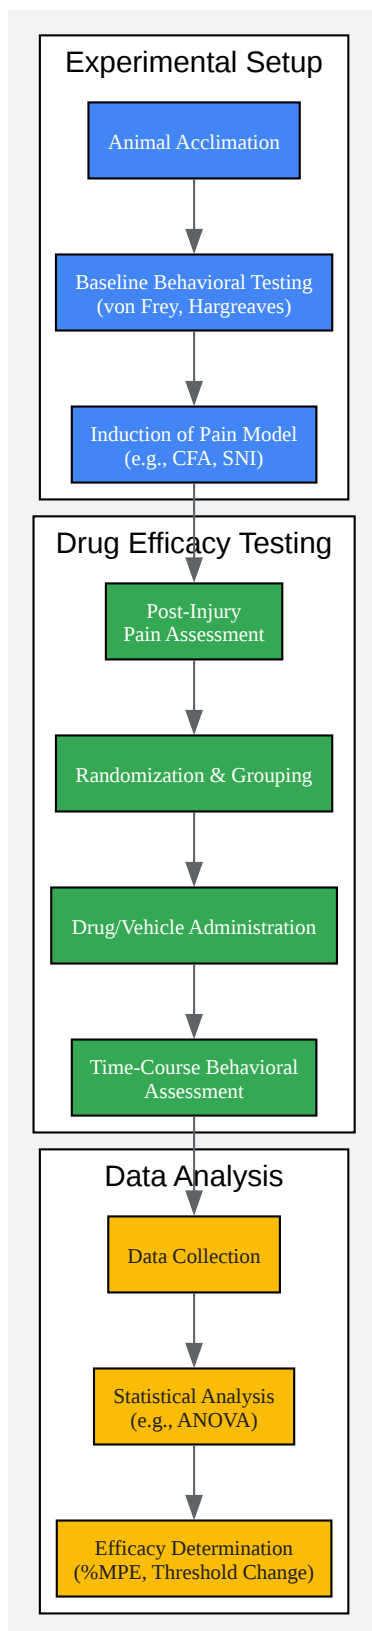 Experimental Setup
Animal Acclimation
Baseline Behavioral Testing
(von Frey, Hargreaves)
Induction of Pain Model
(e.g., CFA, SNI)
Drug Efficacy Testing
Post-Injury
Pain Assessment
Randomization & Grouping
Drug/Vehicle Administration
Time-Course Behavioral
Assessment
Data Analysis
Data Collection
Statistical Analysis
(e.g., ANOVA)
Efficacy Determination
(%MPE, Threshold Change)